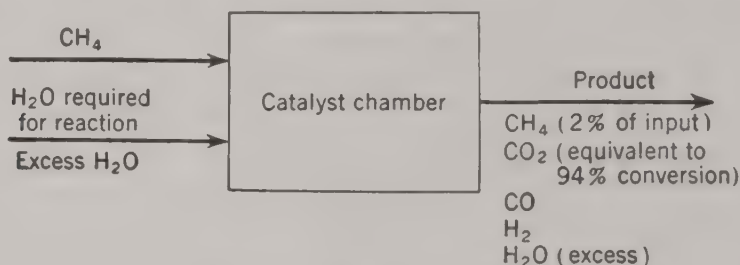 CH₄
H₂O required
for reaction
Excess H₂O
Catalyst chamber
Product
CH₄ (2% of input)
CO₂ (equivalent to
94% conversion)
CO
H₂
H₂O (excess)